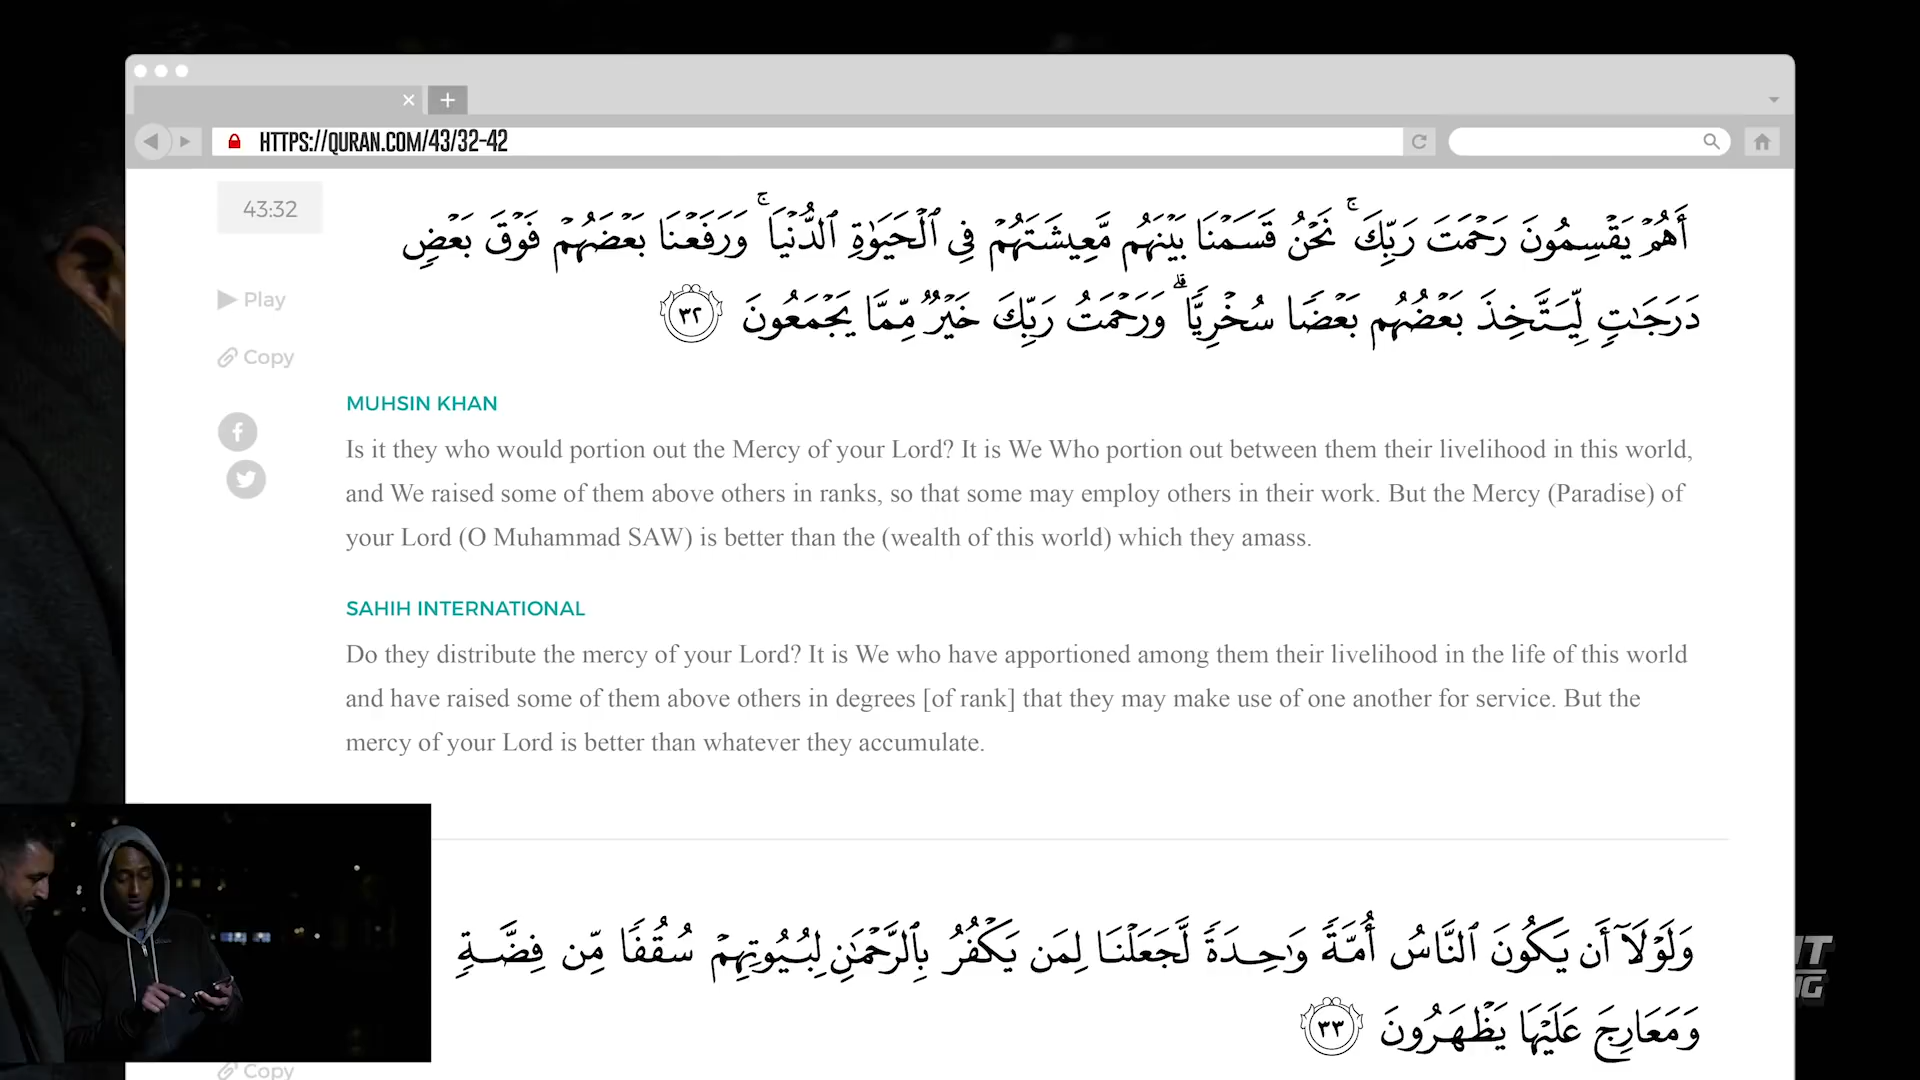 HTTPS://QURAN.COM/43/32-42
43:32
أَهُمْ يَقْسِمُونَ رَحْمَتَ رَبِّكَ ۚ نَحْنُ قَسَمْنَا بَيْنَهُم مَّعِيشَتَهُمْ فِى ٱلْحَيَوٰةِ ٱلدُّنْيَا ۚ وَرَفَعْنَا بَعْضَهُمْ فَوْقَ بَعْضٍ
دَرَجَـٰتٍ لِّيَتَّخِذَ بَعْضُهُم بَعْضًا سُخْرِيًّا ۗ وَرَحْمَتُ رَبِّكَ خَيْرٌ مِّمَّا يَجْمَعُونَ ٣٢
Play
Copy
MUHSIN KHAN
Is it they who would portion out the Mercy of your Lord? It is We Who portion out between them their livelihood in this world,
and We raised some of them above others in ranks, so that some may employ others in their work. But the Mercy (Paradise) of
your Lord (O Muhammad SAW) is better than the (wealth of this world) which they amass.
SAHIH INTERNATIONAL
Do they distribute the mercy of your Lord? It is We who have apportioned among them their livelihood in the life of this world
and have raised some of them above others in degrees [of rank] that they may make use of one another for service. But the
mercy of your Lord is better than whatever they accumulate.
وَلَوْلَآ أَن يَكُونَ ٱلنَّاسُ أُمَّةً وَٰحِدَةً لَّجَعَلْنَا لِمَن يَكْفُرُ بِٱلرَّحْمَـٰنِ لِبُيُوتِهِمْ سُقُفًا مِّن فِضَّةٍ
وَمَعَارِجَ عَلَيْهَا يَظْهَرُونَ ٣٣
Copy